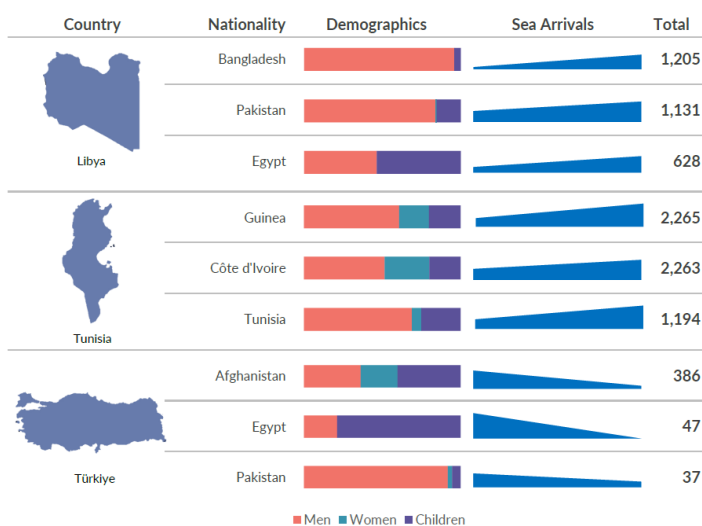 Country Nationality Demographics Sea Arrivals Total
Bangladesh 1,205
Pakistan 1,131
Libya
Egypt 628
Guinea 2,265
Côte d'Ivoire 2,263
Tunisia 1,194
Tunisia
Afghanistan 386
Egypt 47
Türkiye
Pakistan 37
Men Women Children